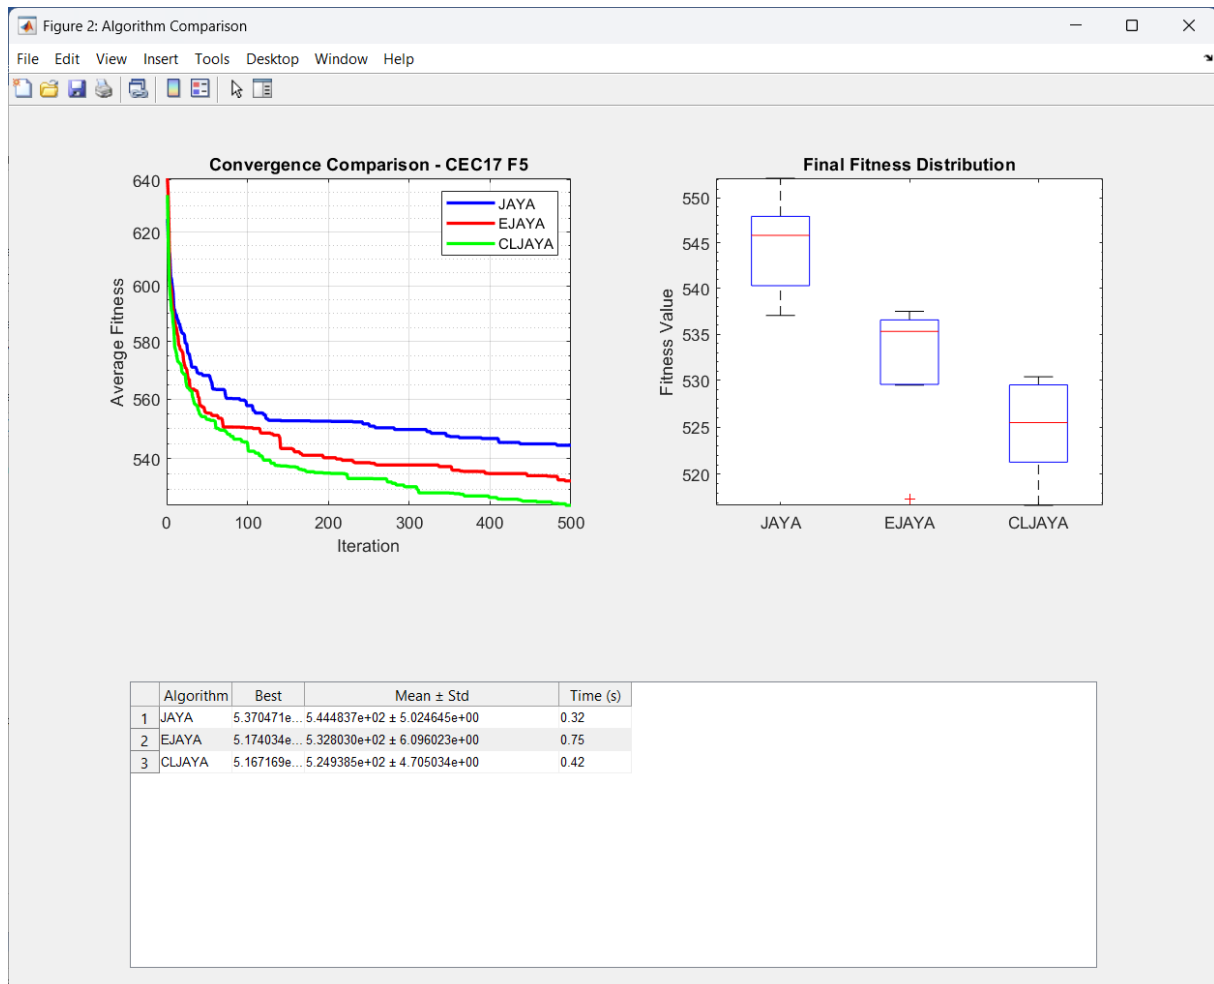 Figure 2: Algorithm Comparison
File Edit View Insert Tools Desktop Window Help
Convergence Comparison - CEC17 F5
640
620
600
580
560
540
Average Fitness
JAYA
EJAYA
CLJAYA
0 100 200 300 400 500
Iteration
Final Fitness Distribution
550
545
540
535
530
525
520
Fitness Value
JAYA EJAYA CLJAYA
Algorithm Best Mean ± Std Time (s)
1 JAYA 5.370471e... 5.444837e+02 ± 5.024645e+00 0.32
2 EJAYA 5.174034e... 5.328030e+02 ± 6.096023e+00 0.75
3 CLJAYA 5.167169e... 5.249385e+02 ± 4.705034e+00 0.42